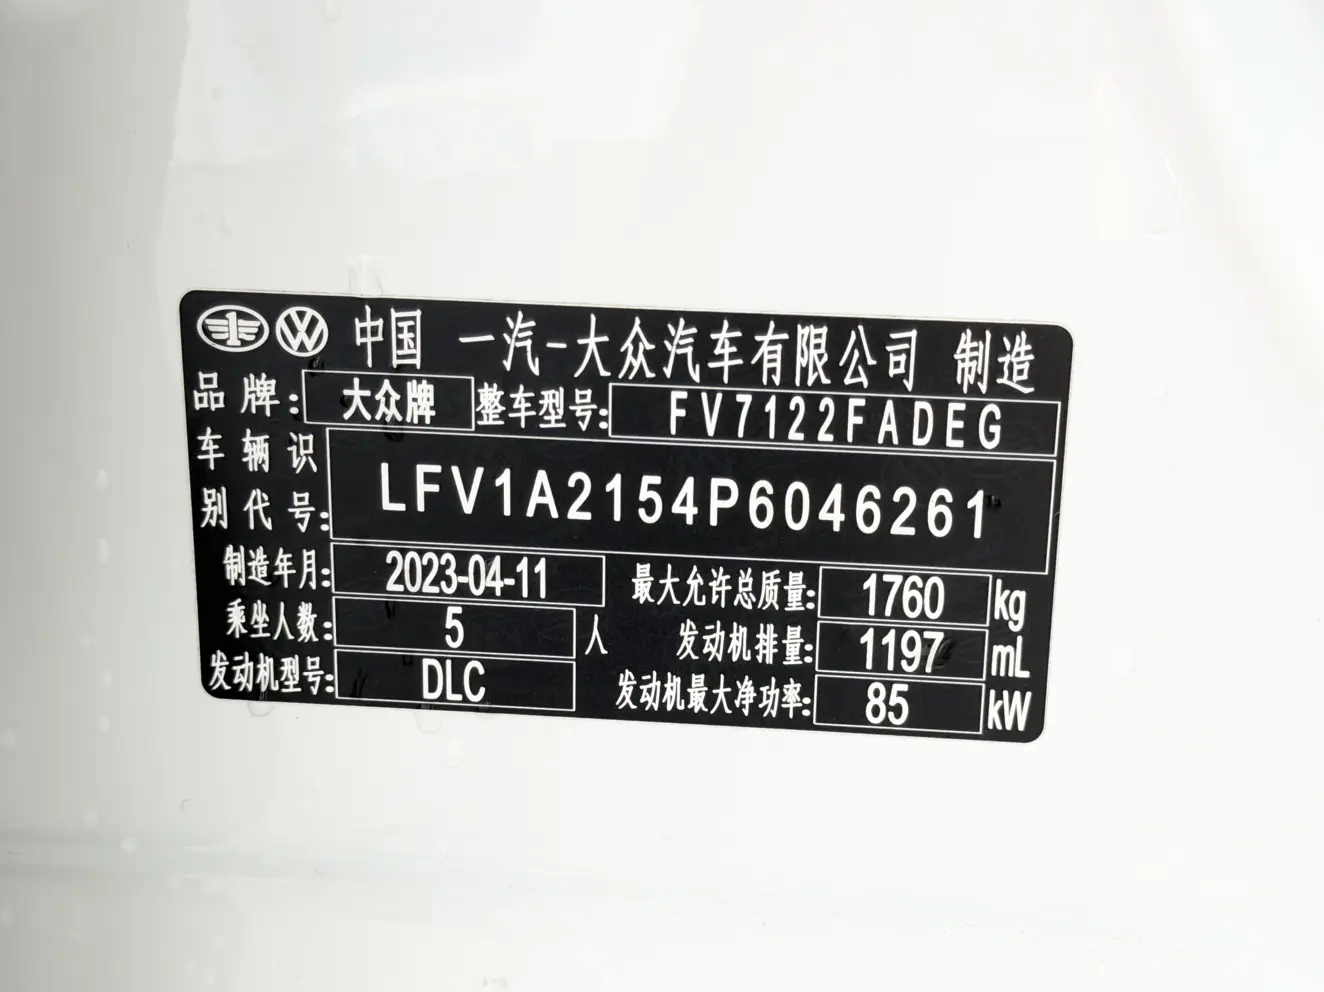 中国 一汽-大众汽车有限公司 制造
品牌: 大众牌 整车型号: FV7122FADEG
车辆识别代号: LFV1A2154P6046261
制造年月: 2023-04-11 最大允许总质量: 1760 kg
乘坐人数: 5 人 发动机排量: 1197 mL
发动机型号: DLC 发动机最大净功率: 85 kW